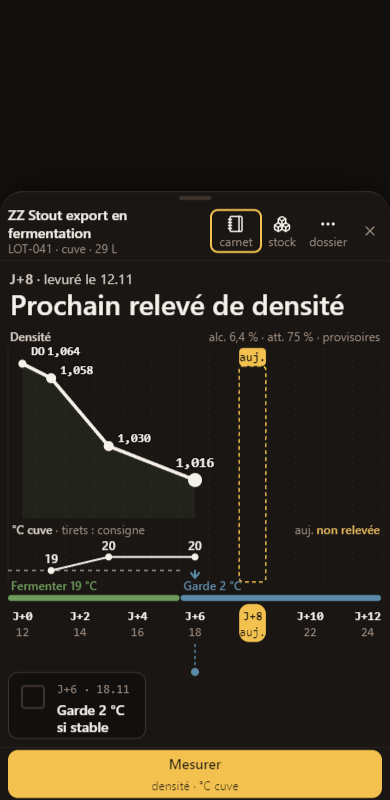 ZZ Stout export en
fermentation
LOT-041 · cuve · 29 L
carnet
stock
dossier
J+8 · levuré le 12.11
Prochain relevé de densité
Densité
alc. 6,4 % · att. 75 % · provisoires
DO 1,064
auj.
1,058
1,030
1,016
°C cuve · tirets : consigne
auj. non relevée
19
20
20
Fermenter 19 °C
Garde 2 °C
J+0 J+2 J+4 J+6 J+8 J+10 J+12
12 14 16 18 auj. 22 24
J+6 · 18.11
Garde 2 °C
si stable
Mesurer
densité · °C cuve